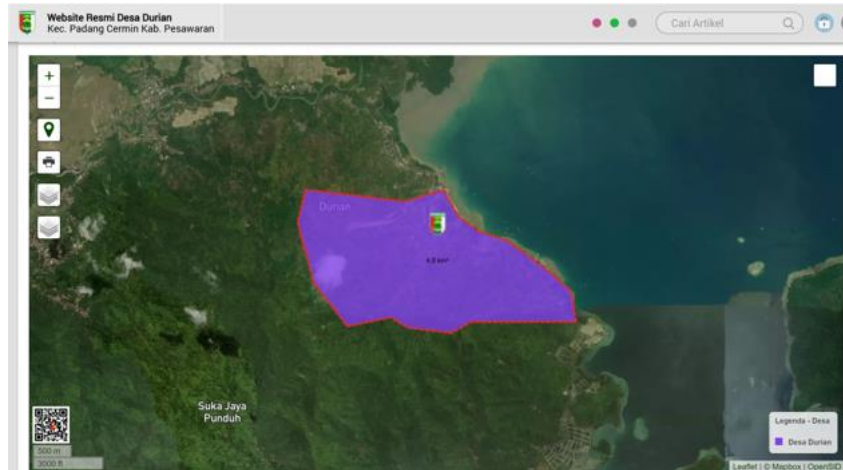 Website Resmi Desa Durian
Kec. Padang Cermin Kab. Pesawaran
Cari Artikel
+
−
Durian
Suka Jaya
Punduh
500 m
3000 ft
Legenda - Desa
Desa Durian
Leaflet | © Mapbox | OpenSID